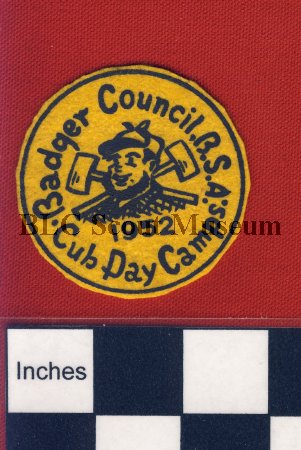 Badger Council, B.S.A.'s
1952
Cub Day Camp
BLC Scout Museum
Inches